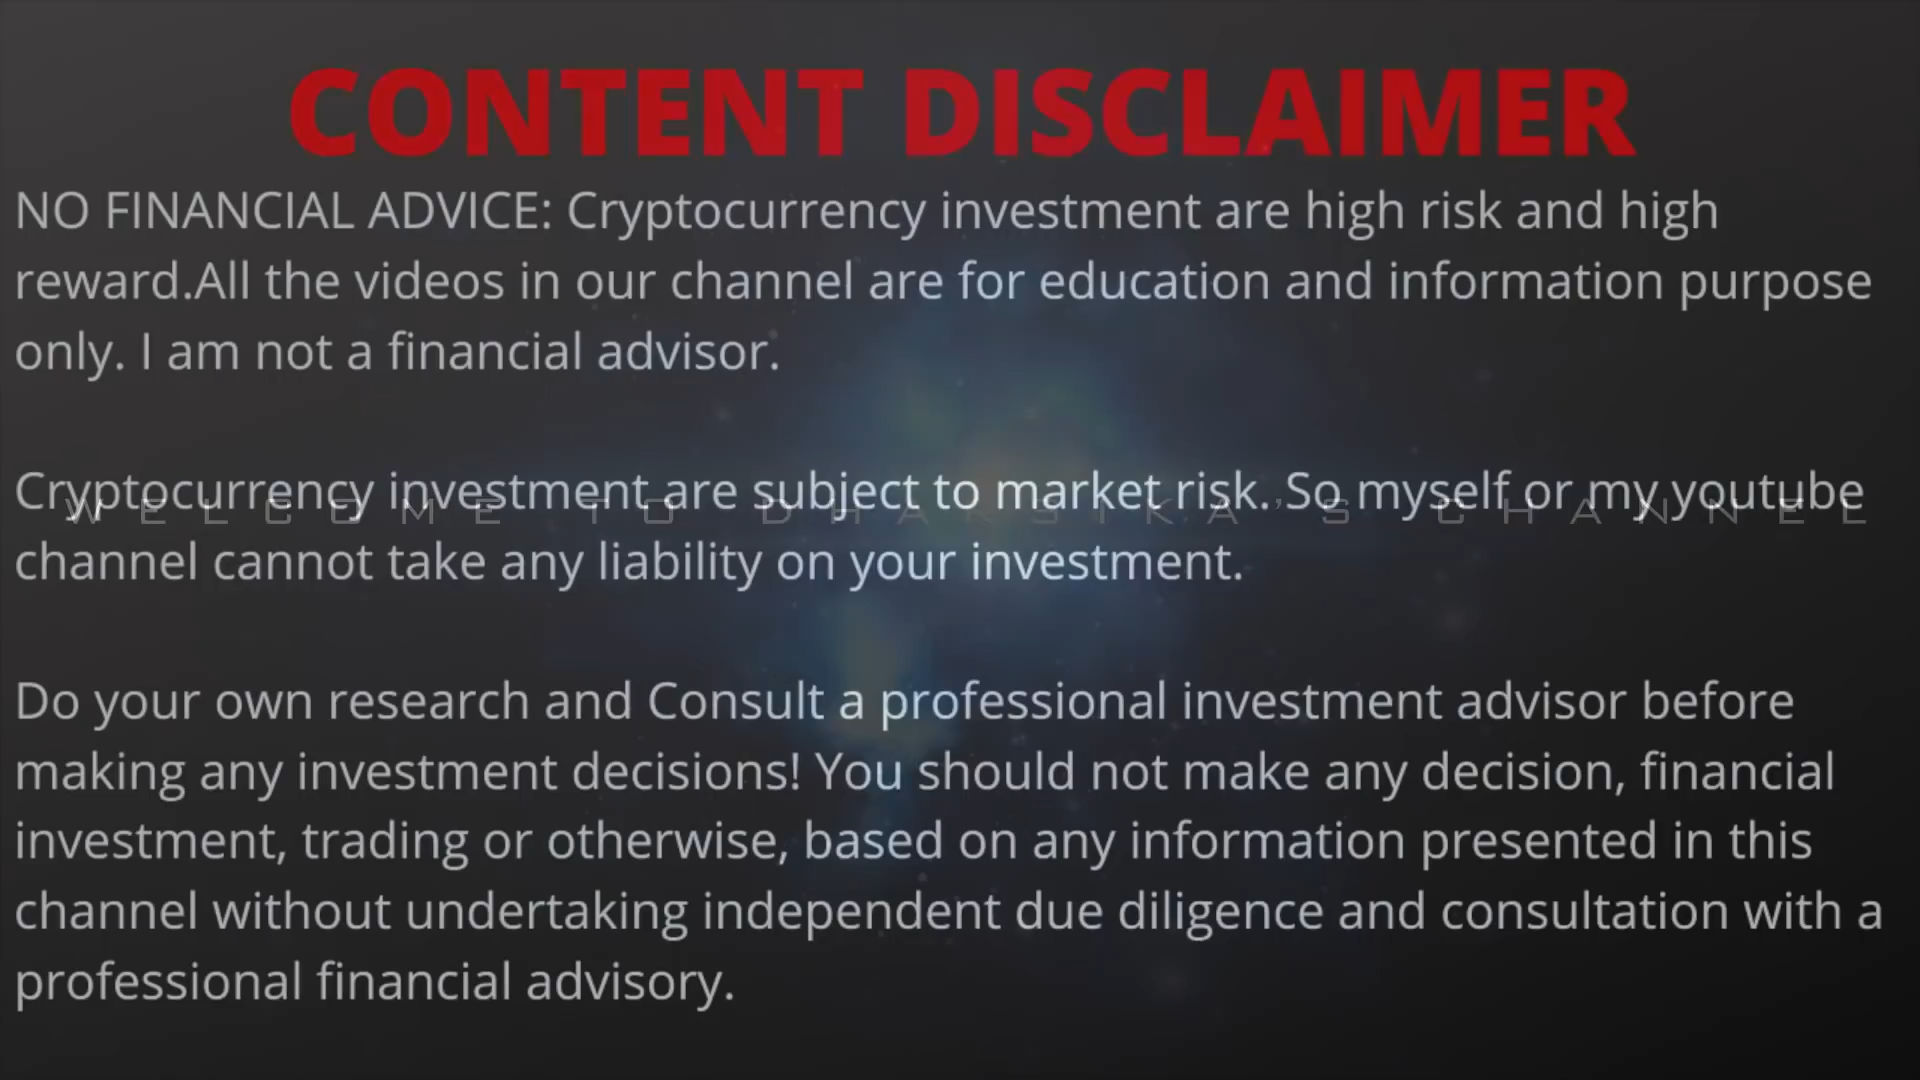 CONTENT DISCLAIMER
NO FINANCIAL ADVICE: Cryptocurrency investment are high risk and high
reward.All the videos in our channel are for education and information purpose
only. I am not a financial advisor.
Cryptocurrency investment are subject to market risk. So myself or my youtube
WELCOME TO DHAKSIKA'S CHANNEL
channel cannot take any liability on your investment.
Do your own research and Consult a professional investment advisor before
making any investment decisions! You should not make any decision, financial
investment, trading or otherwise, based on any information presented in this
channel without undertaking independent due diligence and consultation with a
professional financial advisory.